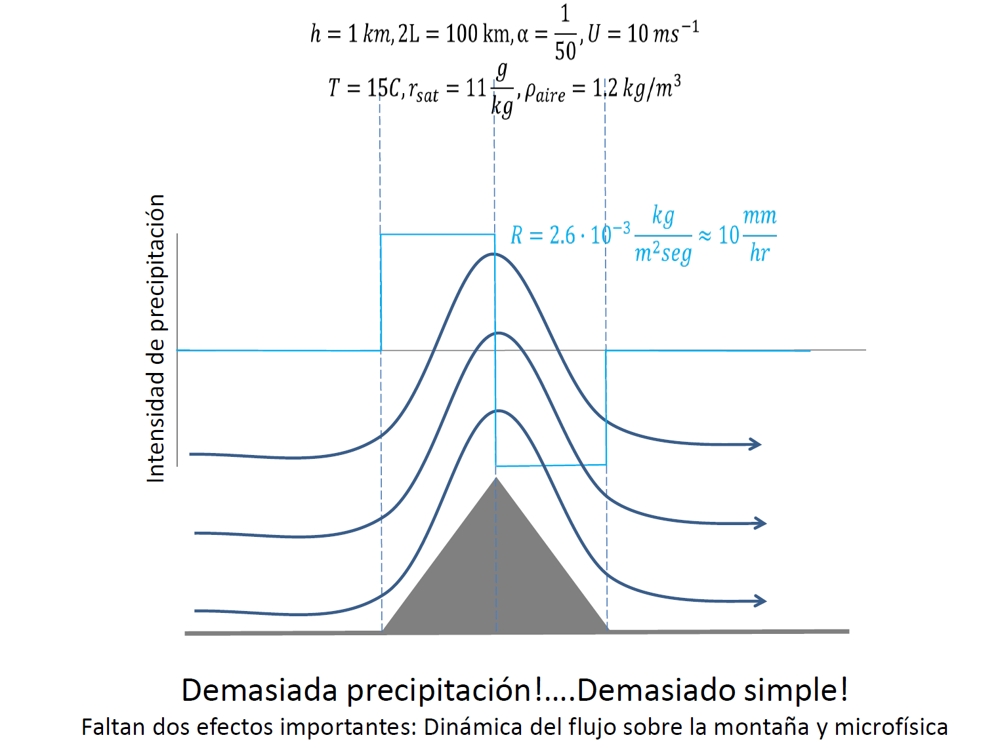 h = 1 km, 2L = 100 km, α = 1/50, U = 10 ms⁻¹
T = 15C, r_sat = 11 g/kg, ρ_aire = 1.2 kg/m³
Intensidad de precipitación
R = 2.6 · 10⁻³ kg/m²seg ≈ 10 mm/hr
Demasiada precipitación!....Demasiado simple!
Faltan dos efectos importantes: Dinámica del flujo sobre la montaña y microfísica